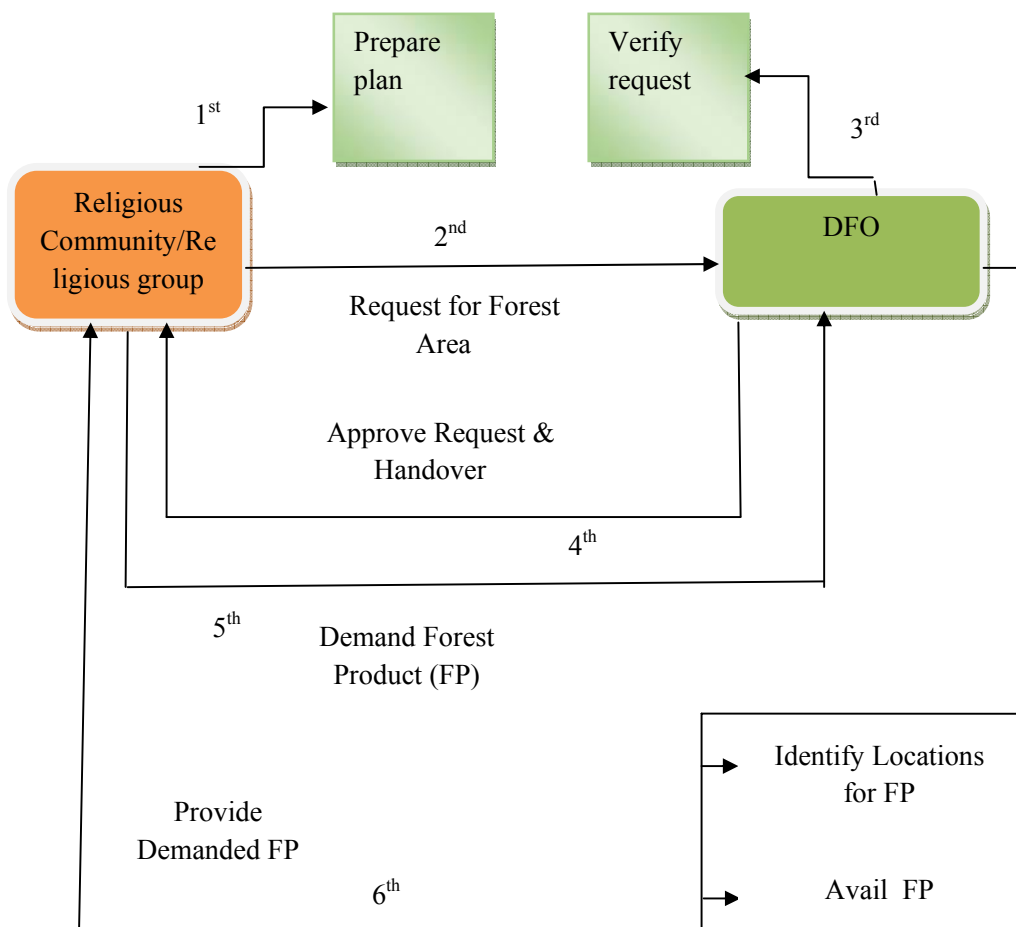 Prepare
plan
Verify
request
1st
3rd
Religious
Community/Re
ligious group
2nd
DFO
Request for Forest
Area
Approve Request &
Handover
4th
5th
Demand Forest
Product (FP)
Identify Locations
for FP
Provide
Demanded FP
6th
Avail FP